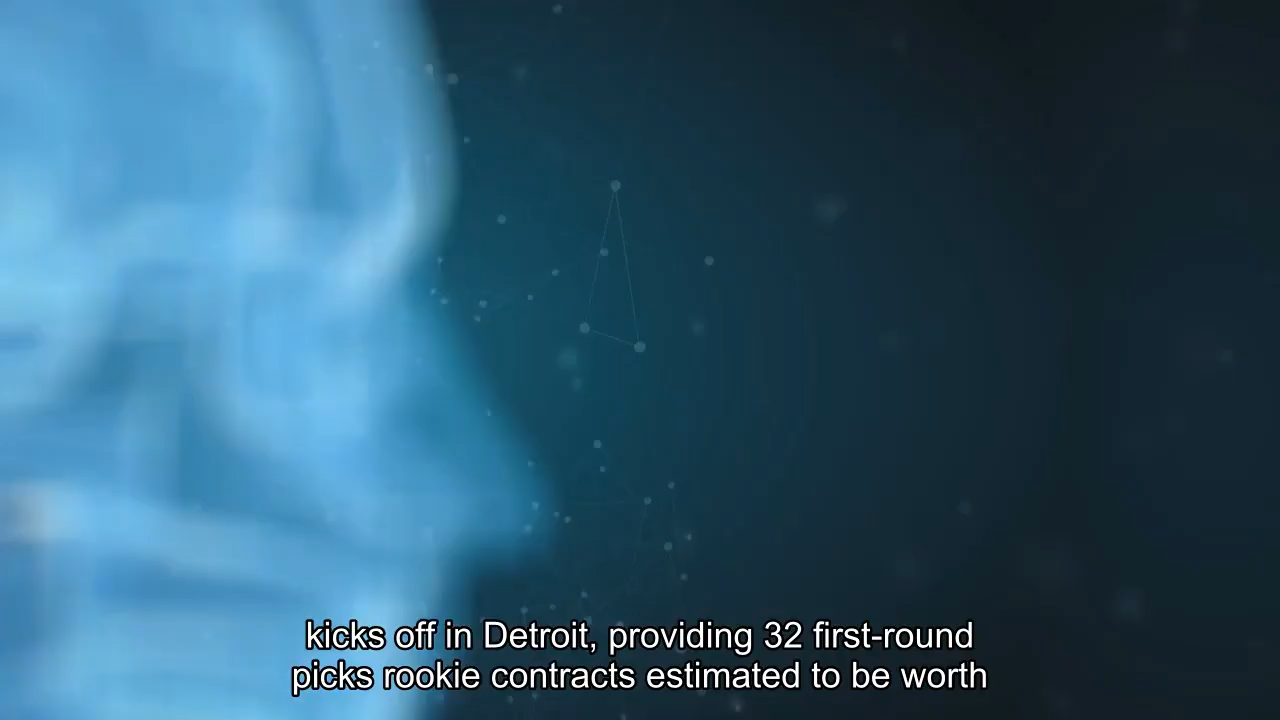 kicks off in Detroit, providing 32 first-round
picks rookie contracts estimated to be worth